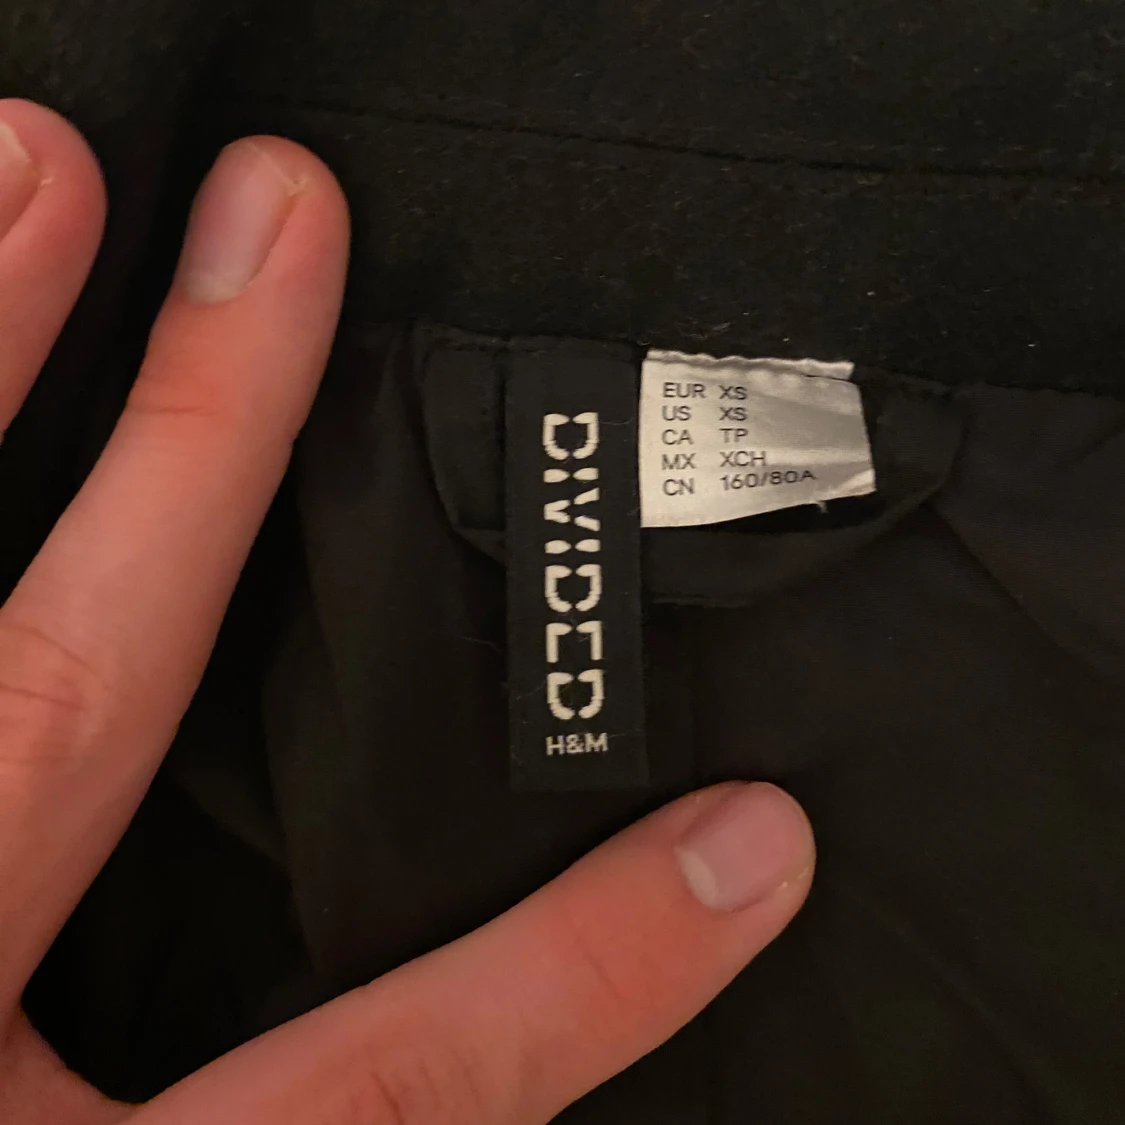 DIVIDED
H&M
EUR XS
US XS
CA TP
MX XCH
CN 160/80A